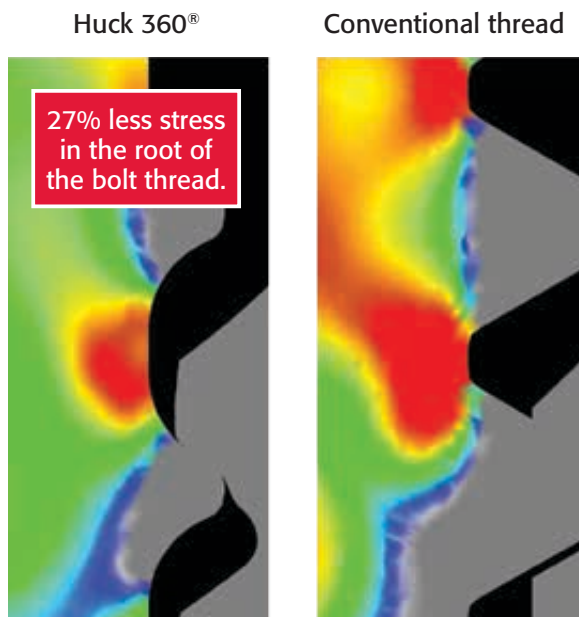 Huck 360®
Conventional thread
27% less stress
in the root of
the bolt thread.